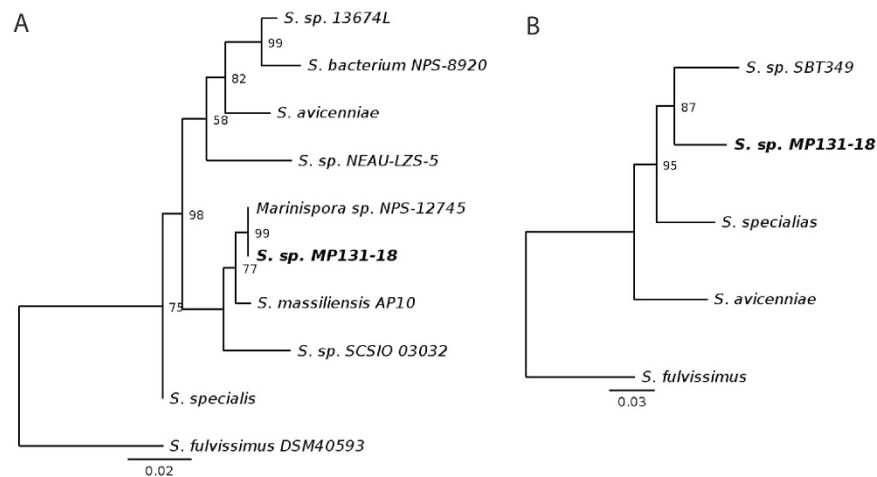 A
S. sp. 13674L
99
S. bacterium NPS-8920
82
S. avicenniae
58
S. sp. NEAU-LZS-5
98
Marinispora sp. NPS-12745
99
S. sp. MP131-18
77
S. massiliensis AP10
75
S. sp. SCSIO 03032
S. specialis
S. fulvissimus DSM40593
0.02
B
S. sp. SBT349
87
S. sp. MP131-18
95
S. specialias
S. avicenniae
S. fulvissimus
0.03